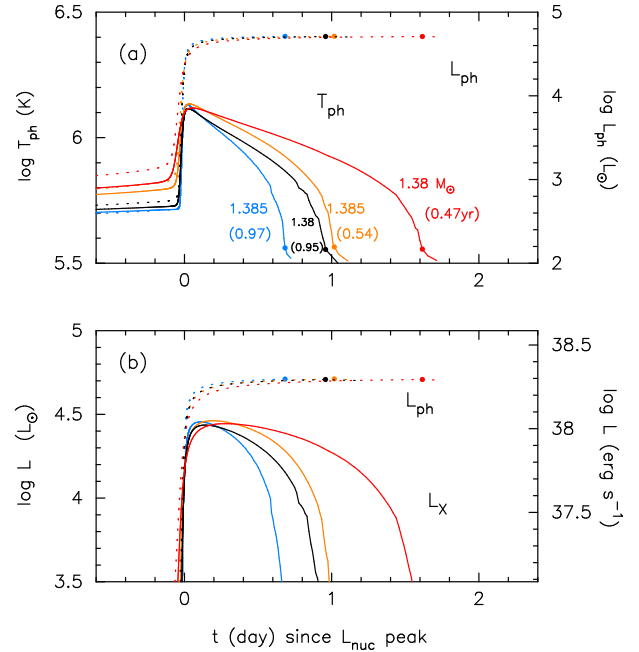 6.5
5
(a)
L_ph
T_ph
4
log T_ph (K)
6
log L_ph (L_☉)
3
1.38 M_☉
1.385
1.38
1.385
(0.47yr)
(0.97)
(0.95)
(0.54)
5.5
2
0
1
2
5
(b)
38.5
L_ph
4.5
38
log L (L_☉)
log L (erg s^-1)
4
L_X
37.5
3.5
0
1
2
t (day) since L_nuc peak